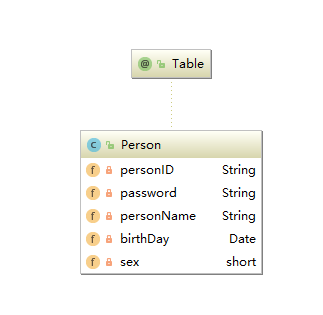 @ Table
C Person
f personID String
f password String
f personName String
f birthDay Date
f sex short